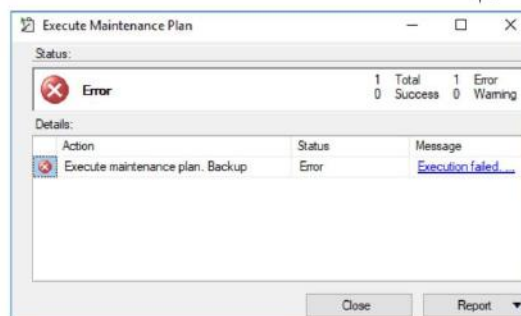 Execute Maintenance Plan
Status:
Error
1 Total 1 Error
0 Success 0 Warning
Details:
Action Status Message
Execute maintenance plan. Backup Error Execution failed. ...
Close Report